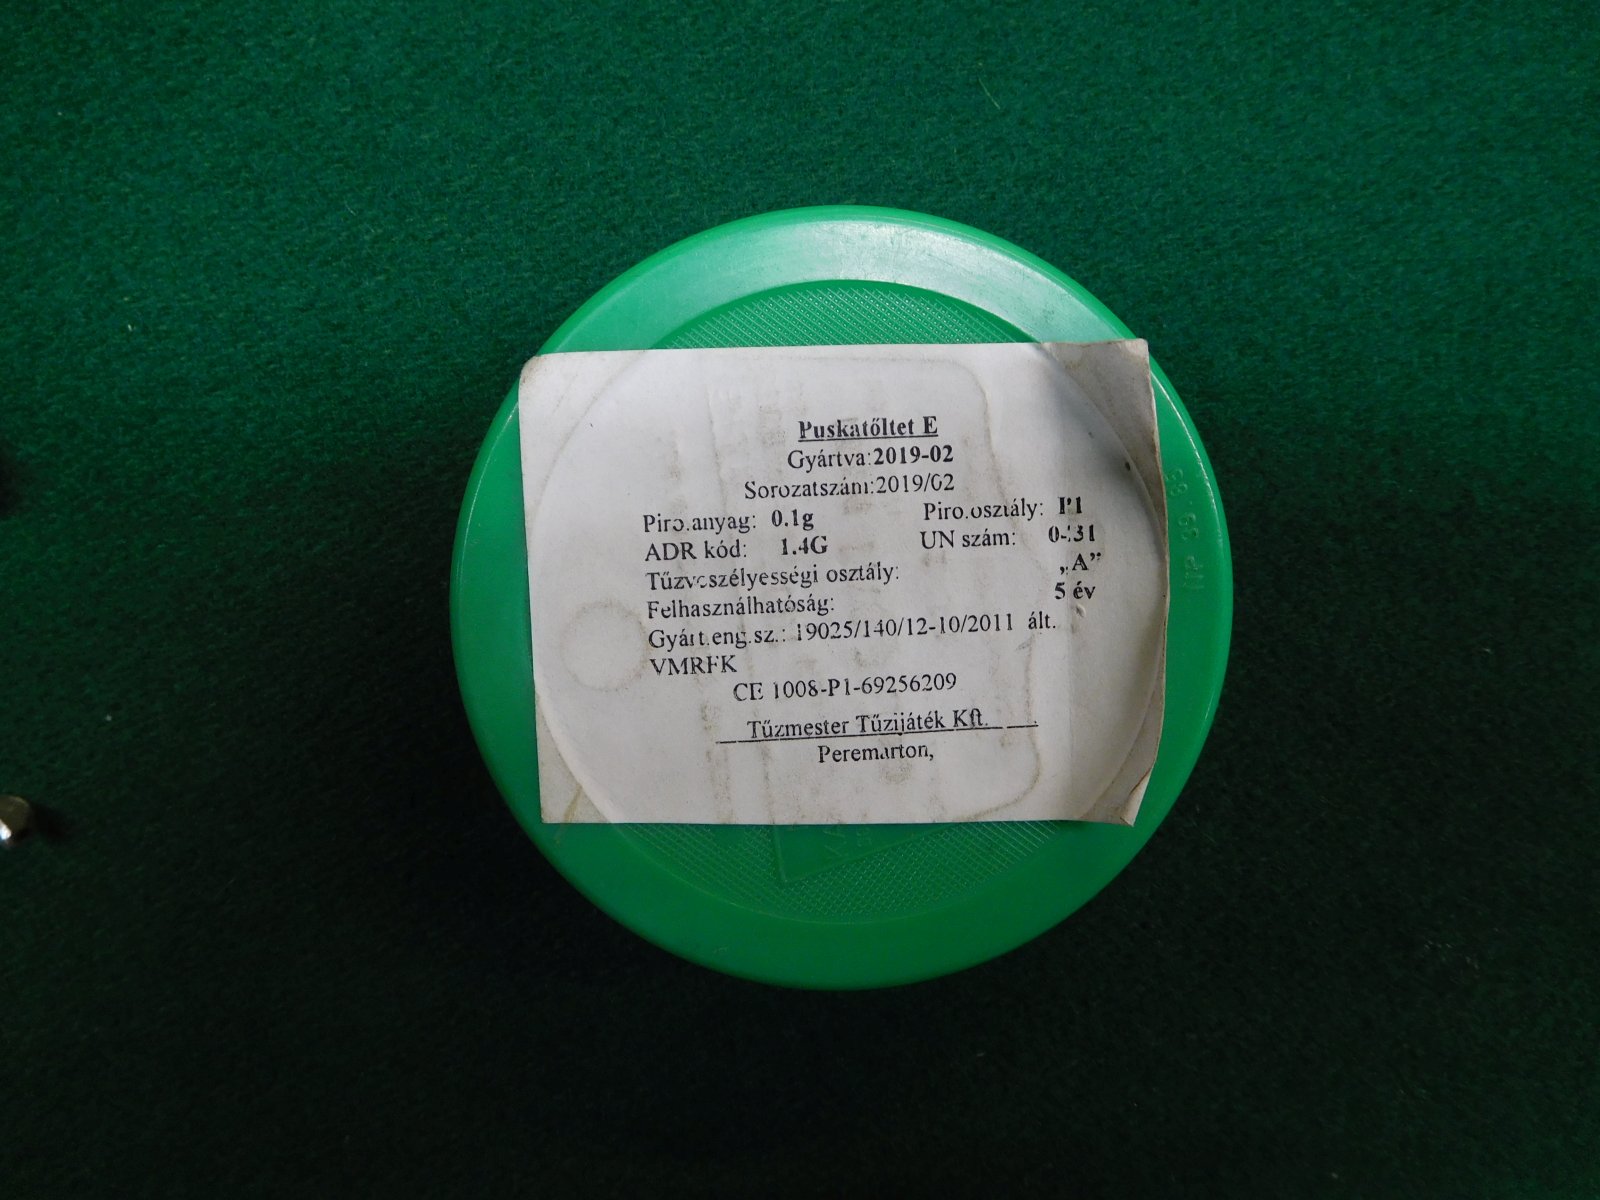 Puskatőltet E
Gyártva:2019-02
Sorozatszám:2019/02
Piro.anyag: 0.1g Piro.osztály: P1
ADR kód: 1.4G UN szám:
Tűzveszélyességi osztály: „A”
Felhasználhatóság: 5 év
Gyárt.eng.sz.: 19025/140/12-10/2011 ált.
VMRFK
CE 1008-P1-69256209
Tűzmester Tűzijáték Kft.
Peremarton,